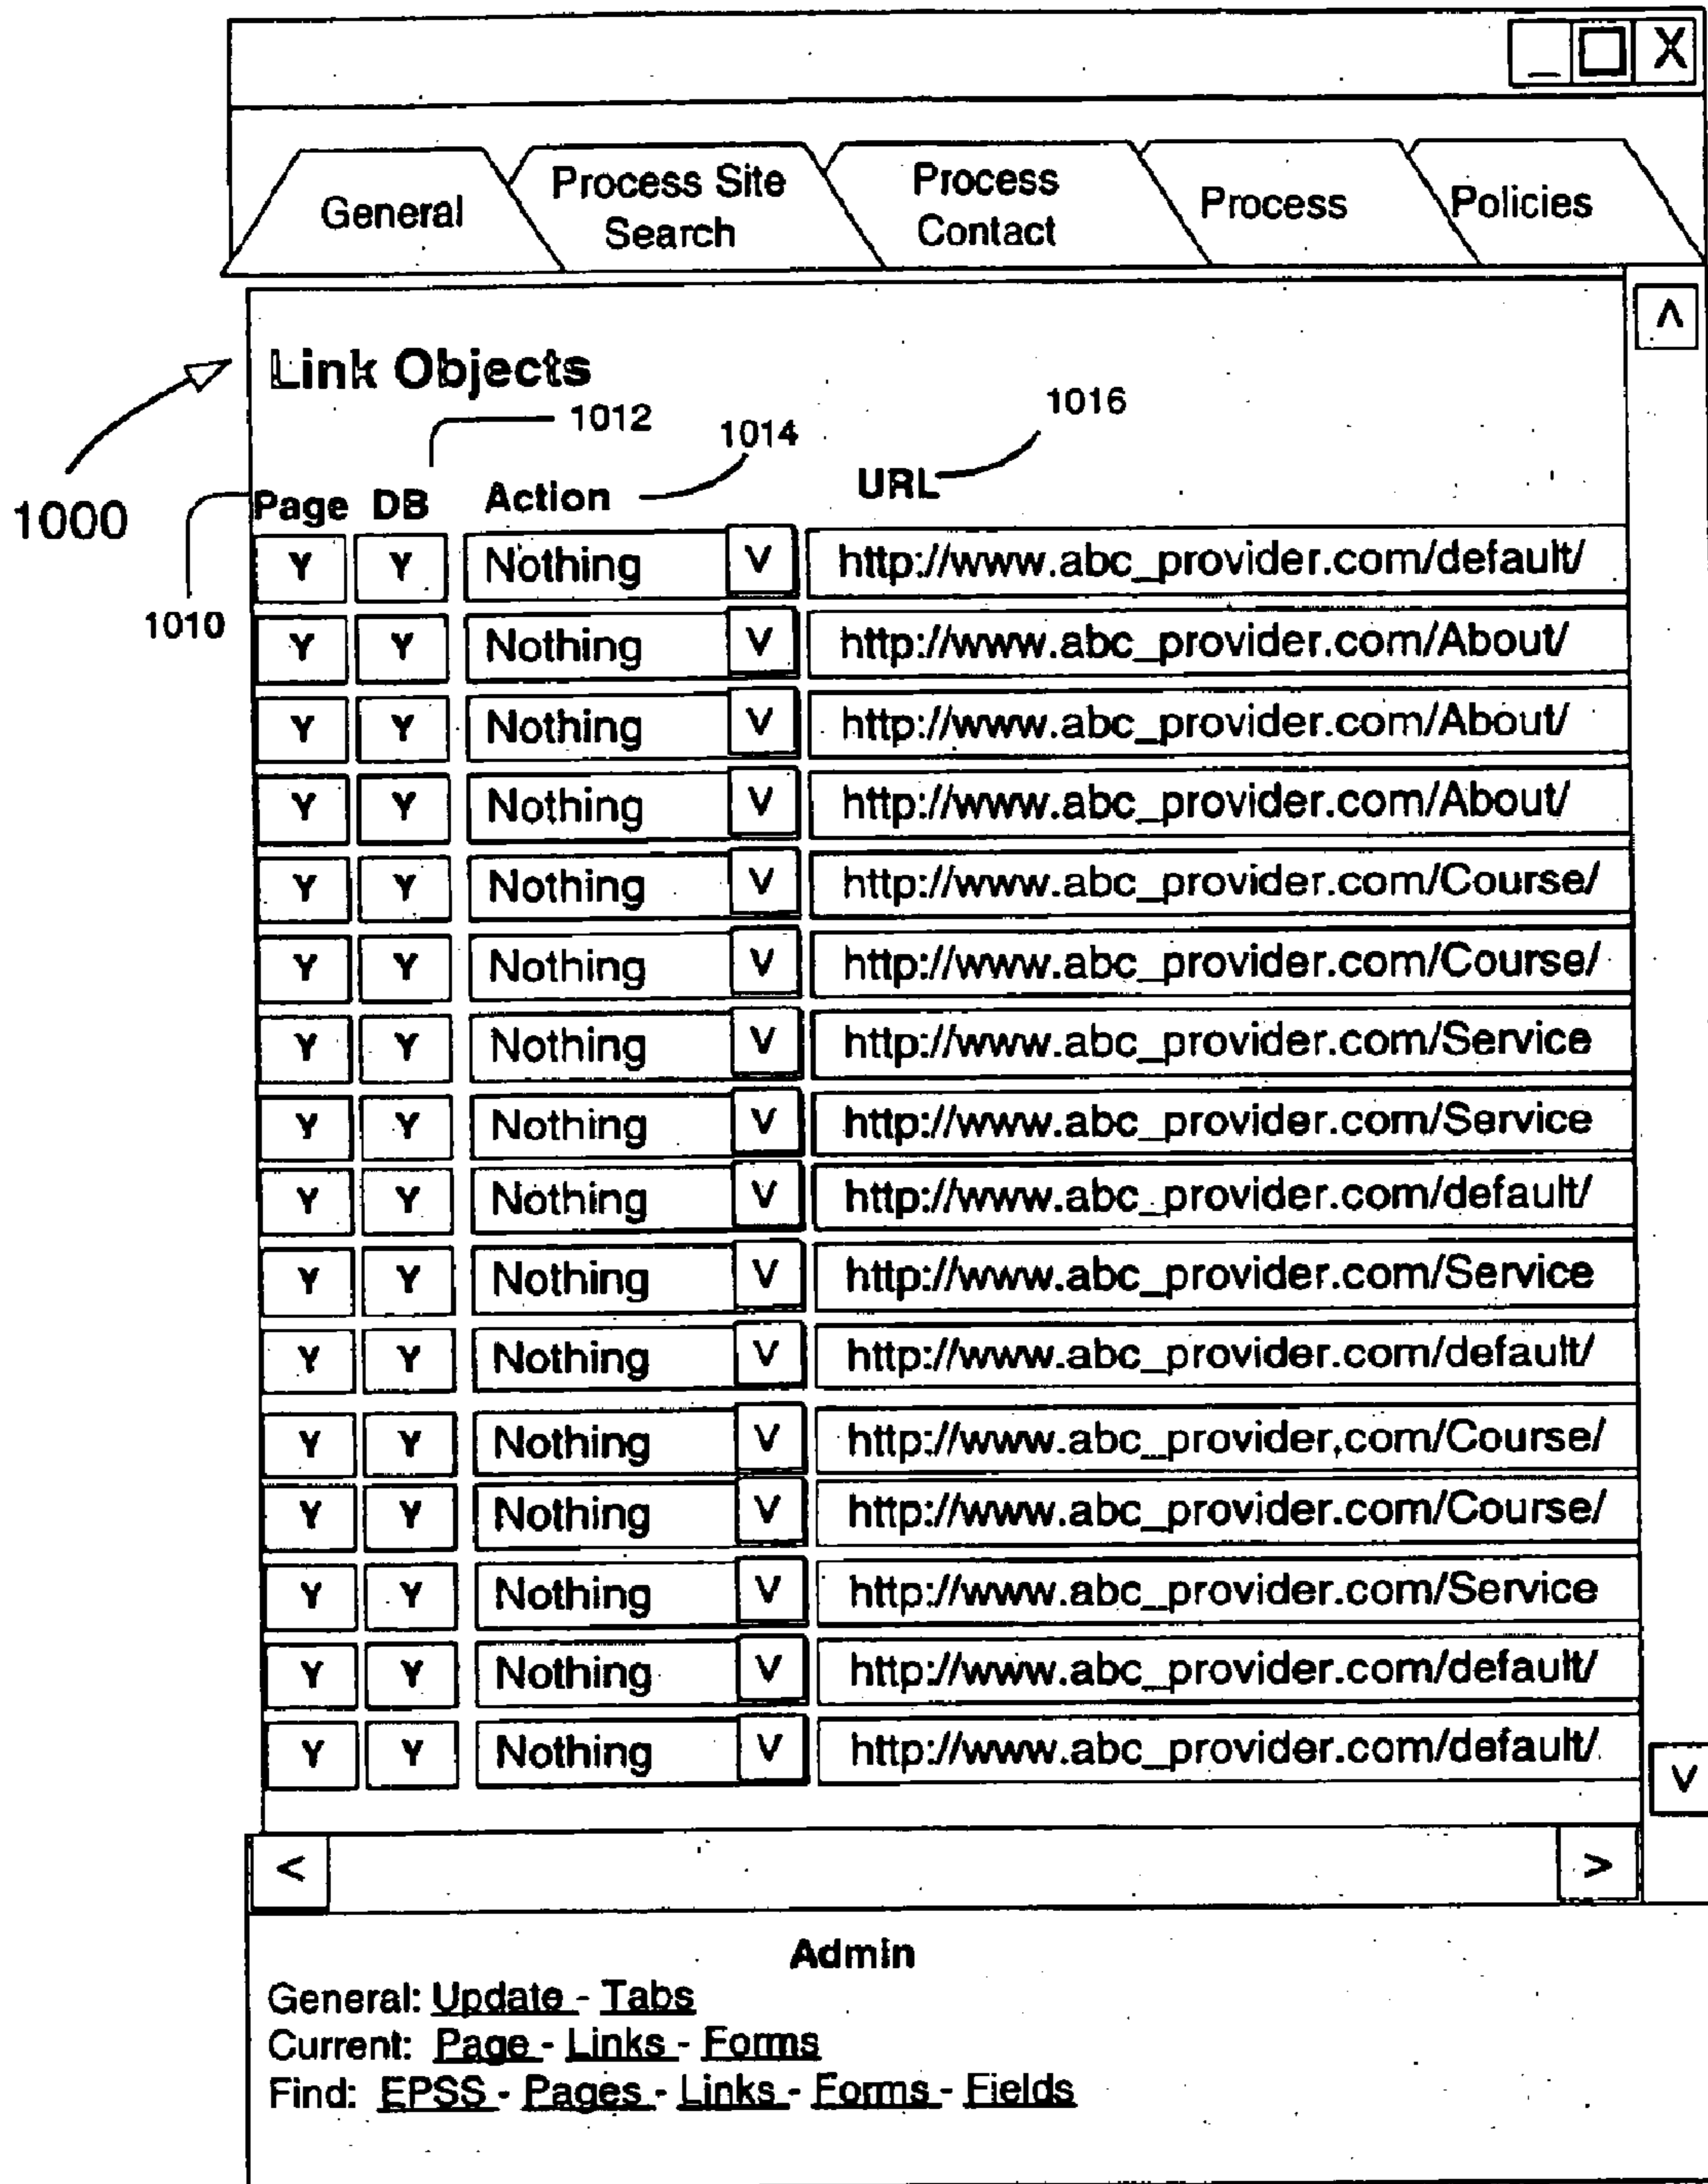 _ □ X
General Process Site Search Process Contact Process Policies
Link Objects
1000
1012
1014
1016
1010
Page DB Action URL
Y Y Nothing V http://www.abc_provider.com/default/
Y Y Nothing V http://www.abc_provider.com/About/
Y Y Nothing V http://www.abc_provider.com/About/
Y Y Nothing V http://www.abc_provider.com/About/
Y Y Nothing V http://www.abc_provider.com/Course/
Y Y Nothing V http://www.abc_provider.com/Course/
Y Y Nothing V http://www.abc_provider.com/Service
Y Y Nothing V http://www.abc_provider.com/Service
Y Y Nothing V http://www.abc_provider.com/default/
Y Y Nothing V http://www.abc_provider.com/Service
Y Y Nothing V http://www.abc_provider.com/default/
Y Y Nothing V http://www.abc_provider,com/Course/
Y Y Nothing V http://www.abc_provider.com/Course/
Y Y Nothing V http://www.abc_provider.com/Service
Y Y Nothing V http://www.abc_provider.com/default/
Y Y Nothing V http://www.abc_provider.com/default/
Λ
V
< >
Admin
General: Update - Tabs
Current: Page - Links - Forms
Find: EPSS - Pages - Links - Forms - Fields